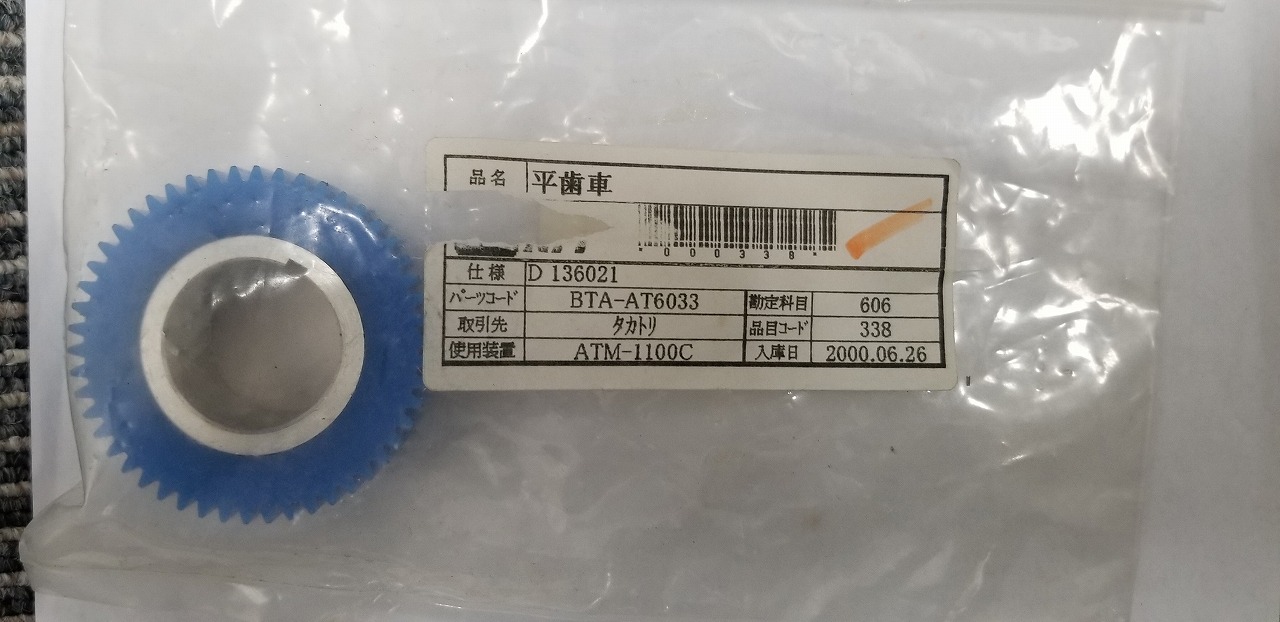 品名 平歯車
000338
仕様 D 136021
パーツコード BTA-AT6033 勘定科目 606
取引先 タカトリ 品目コード 338
使用装置 ATM-1100C 入庫日 2000.06.26